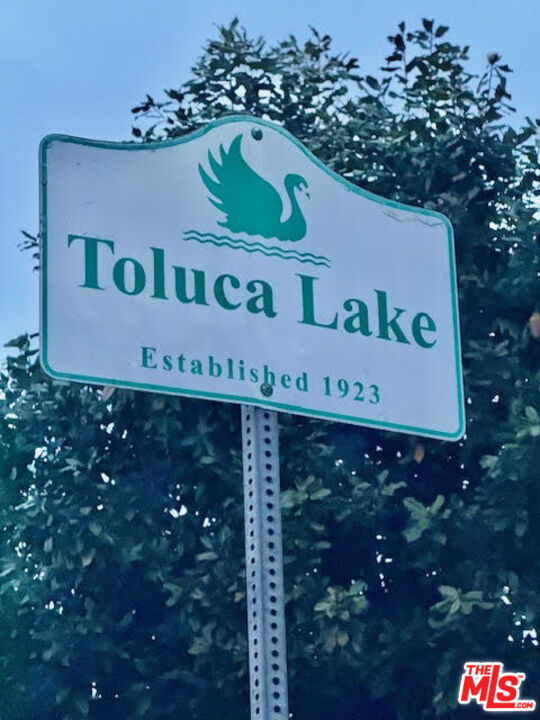 Toluca Lake
Established 1923
THE
MLS
.COM